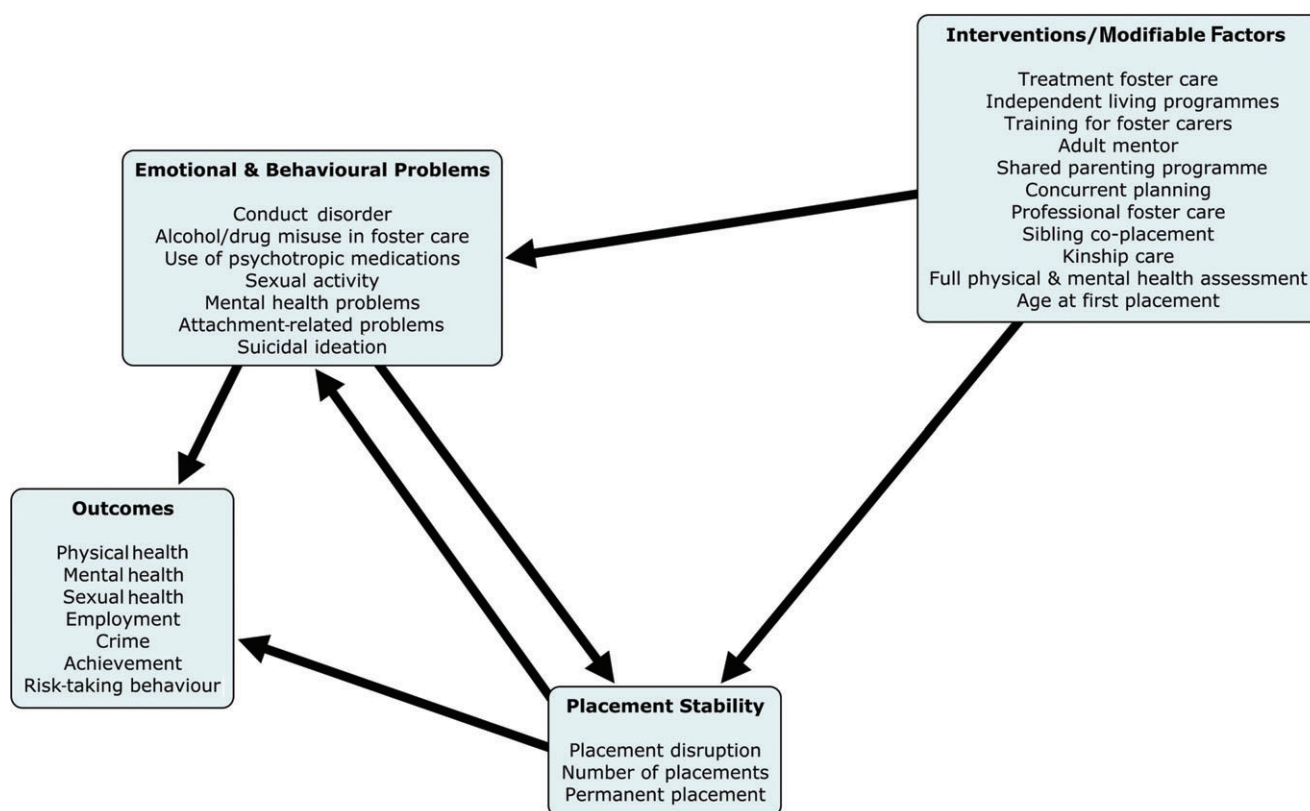 Interventions/Modifiable Factors
Treatment foster care
Independent living programmes
Training for foster carers
Adult mentor
Shared parenting programme
Concurrent planning
Professional foster care
Sibling co-placement
Kinship care
Full physical & mental health assessment
Age at first placement
Emotional & Behavioural Problems
Conduct disorder
Alcohol/drug misuse in foster care
Use of psychotropic medications
Sexual activity
Mental health problems
Attachment-related problems
Suicidal ideation
Outcomes
Physical health
Mental health
Sexual health
Employment
Crime
Achievement
Risk-taking behaviour
Placement Stability
Placement disruption
Number of placements
Permanent placement